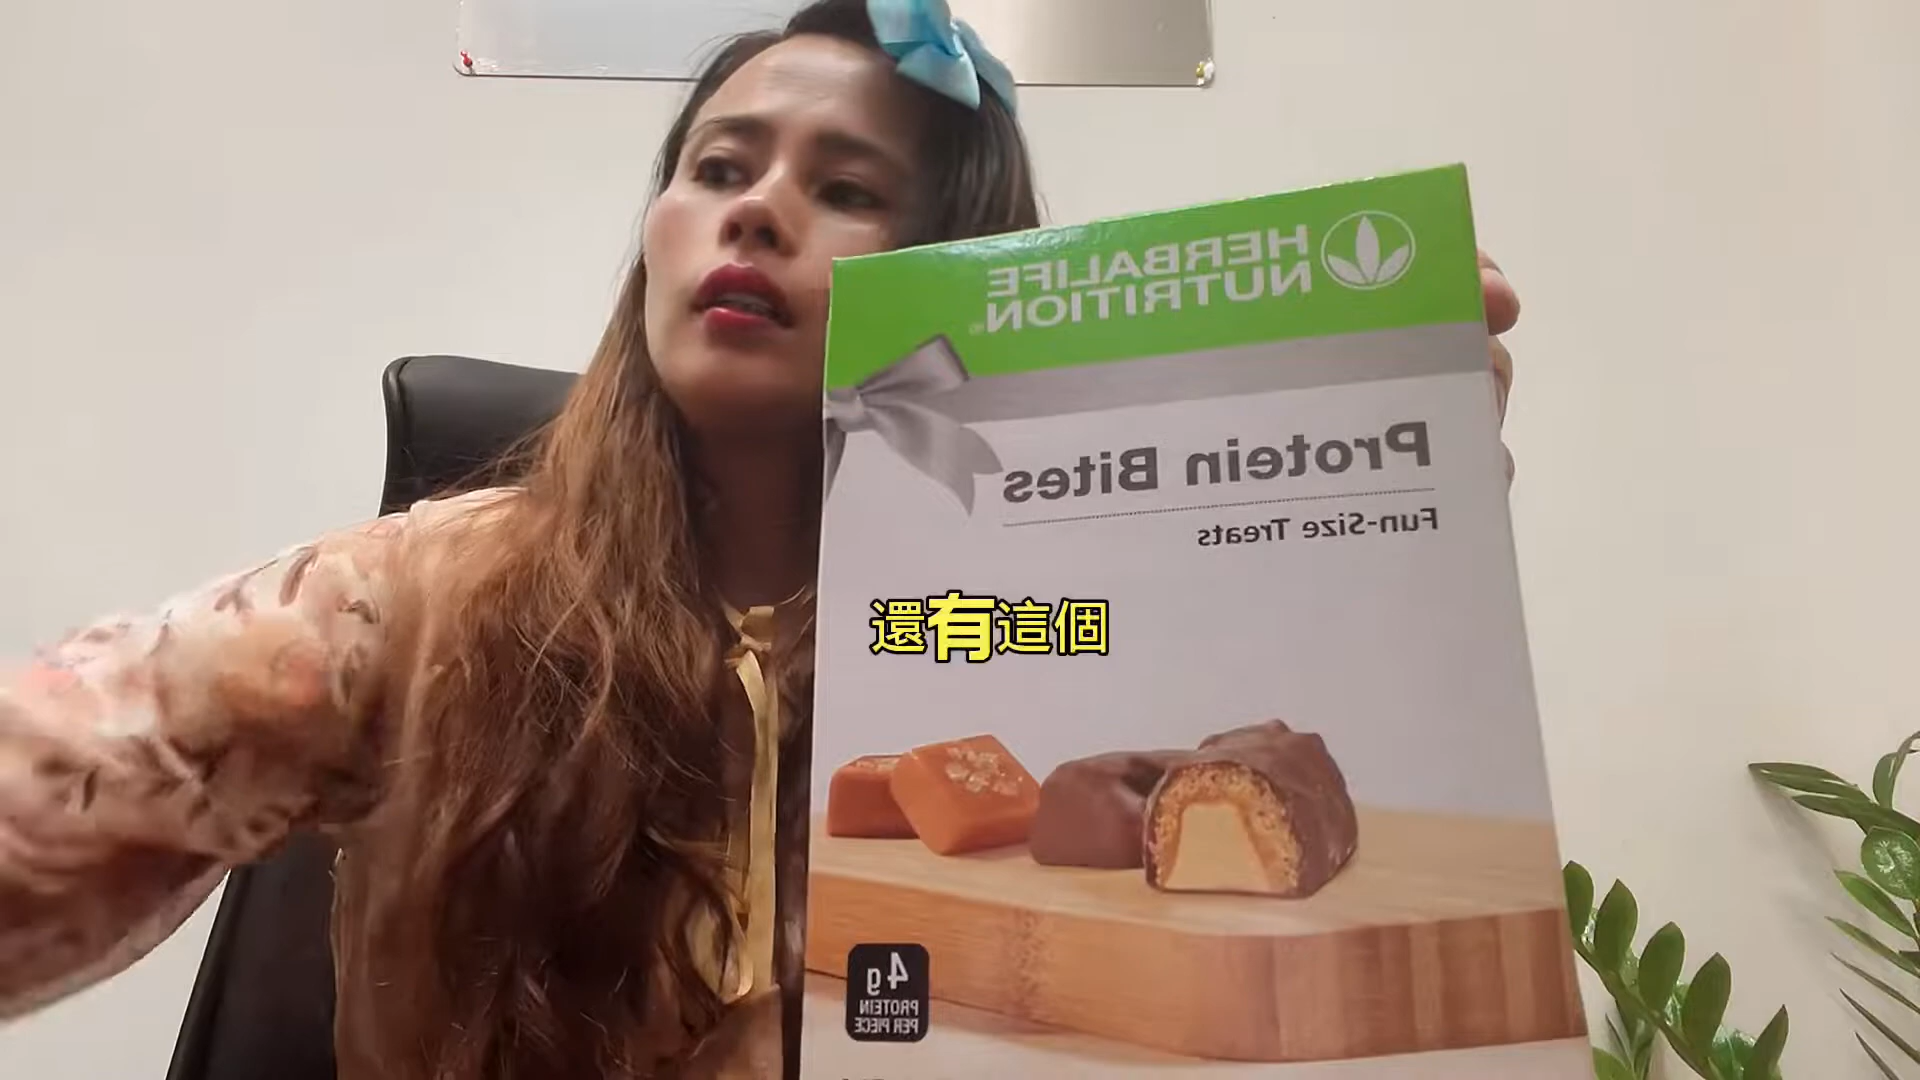 HERBALIFE
NUTRITION®
Protein Bites
Fun-Size Treats
還有這個
4g
PROTEIN
PER PIECE